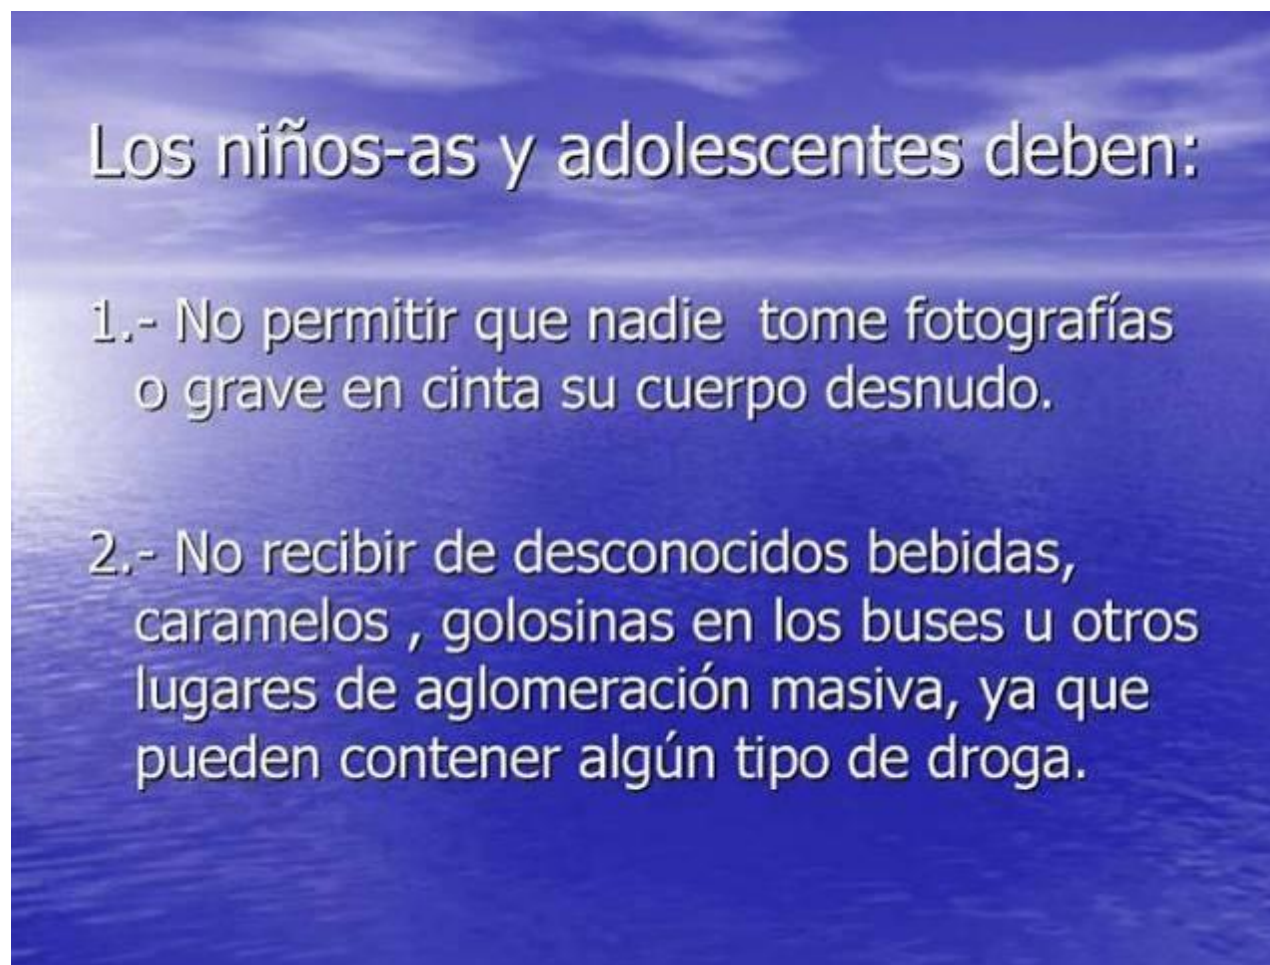 Los niños-as y adolescentes deben:
1.- No permitir que nadie  tome fotografías
o grave en cinta su cuerpo desnudo.
2.- No recibir de desconocidos bebidas,
caramelos , golosinas en los buses u otros
lugares de aglomeración masiva, ya que
pueden contener algún tipo de droga.